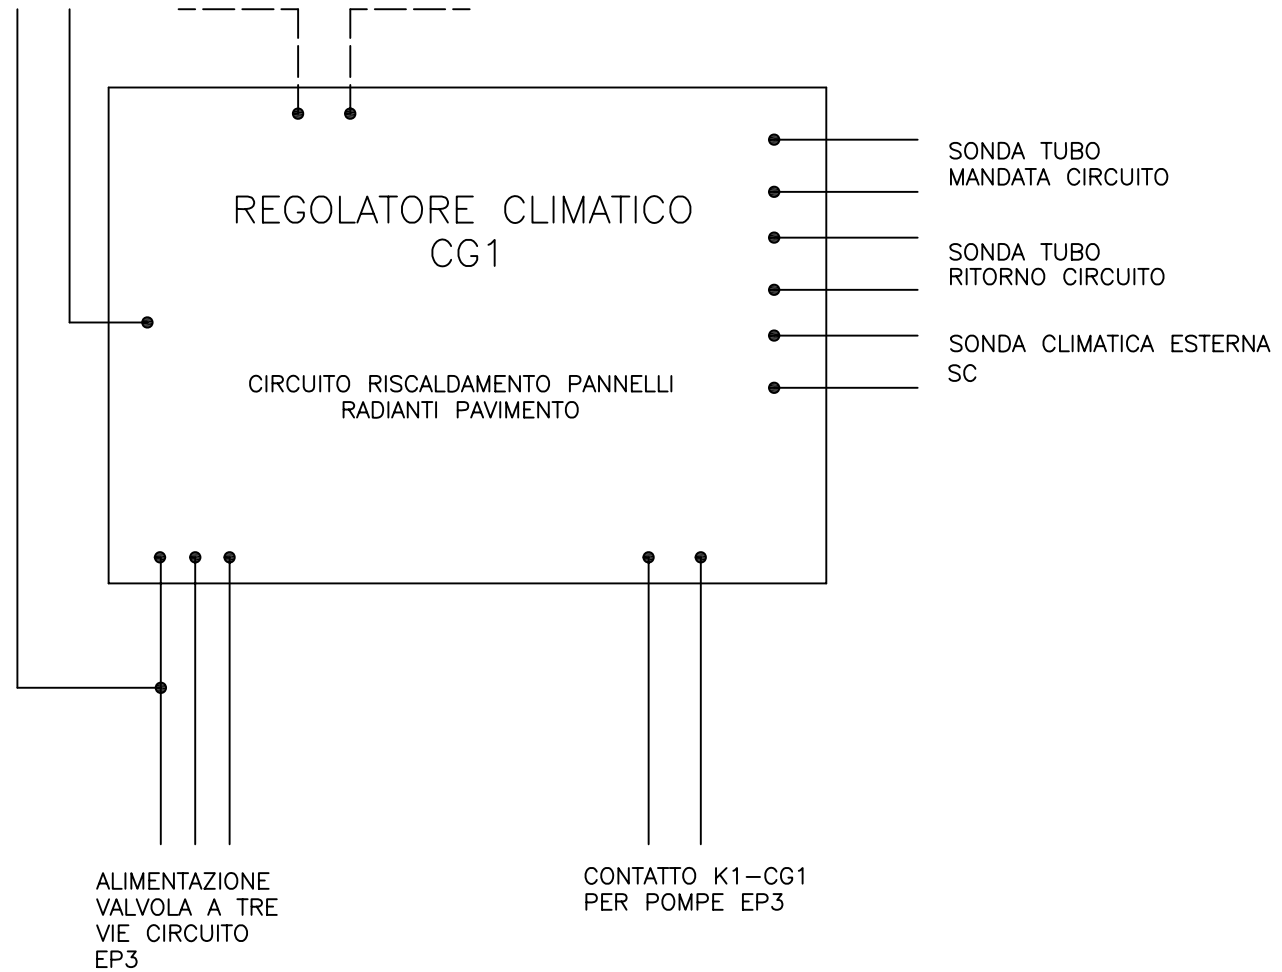 REGOLATORE CLIMATICO
CG1
CIRCUITO RISCALDAMENTO PANNELLI
RADIANTI PAVIMENTO
SONDA TUBO
MANDATA CIRCUITO
SONDA TUBO
RITORNO CIRCUITO
SONDA CLIMATICA ESTERNA
SC
ALIMENTAZIONE
VALVOLA A TRE
VIE CIRCUITO
EP3
CONTATTO K1-CG1
PER POMPE EP3